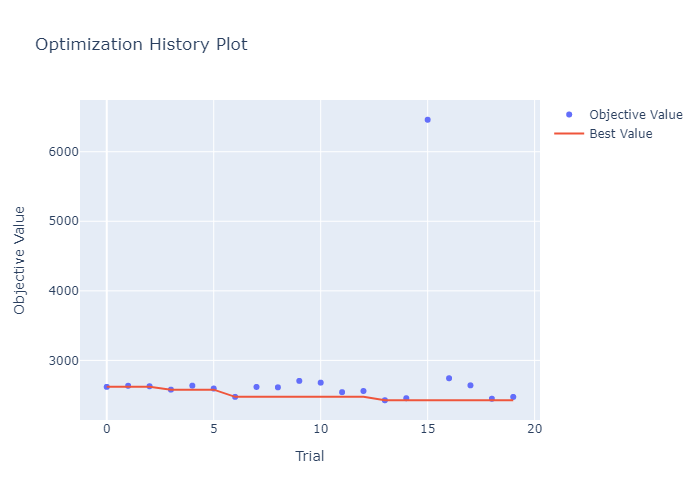 Optimization History Plot
Objective Value
Best Value
6000
5000
4000
3000
Objective Value
0
5
10
15
20
Trial